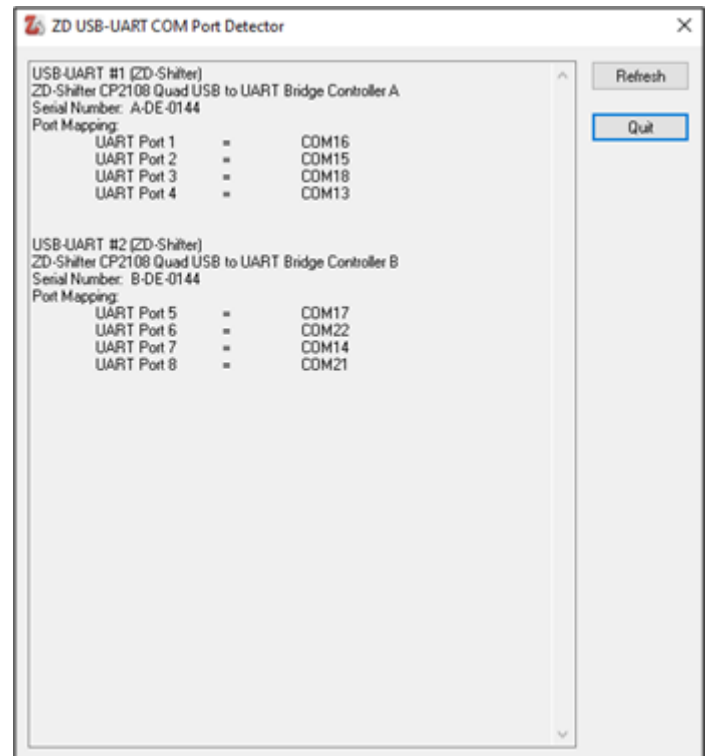 ZD USB-UART COM Port Detector
USB-UART #1 (ZD-Shifter)
ZD-Shifter CP2108 Quad USB to UART Bridge Controller A
Serial Number: A-DE-0144
Port Mapping:
UART Port 1 = COM16
UART Port 2 = COM15
UART Port 3 = COM18
UART Port 4 = COM13
USB-UART #2 (ZD-Shifter)
ZD-Shifter CP2108 Quad USB to UART Bridge Controller B
Serial Number: B-DE-0144
Port Mapping:
UART Port 5 = COM17
UART Port 6 = COM22
UART Port 7 = COM14
UART Port 8 = COM21
Refresh
Quit